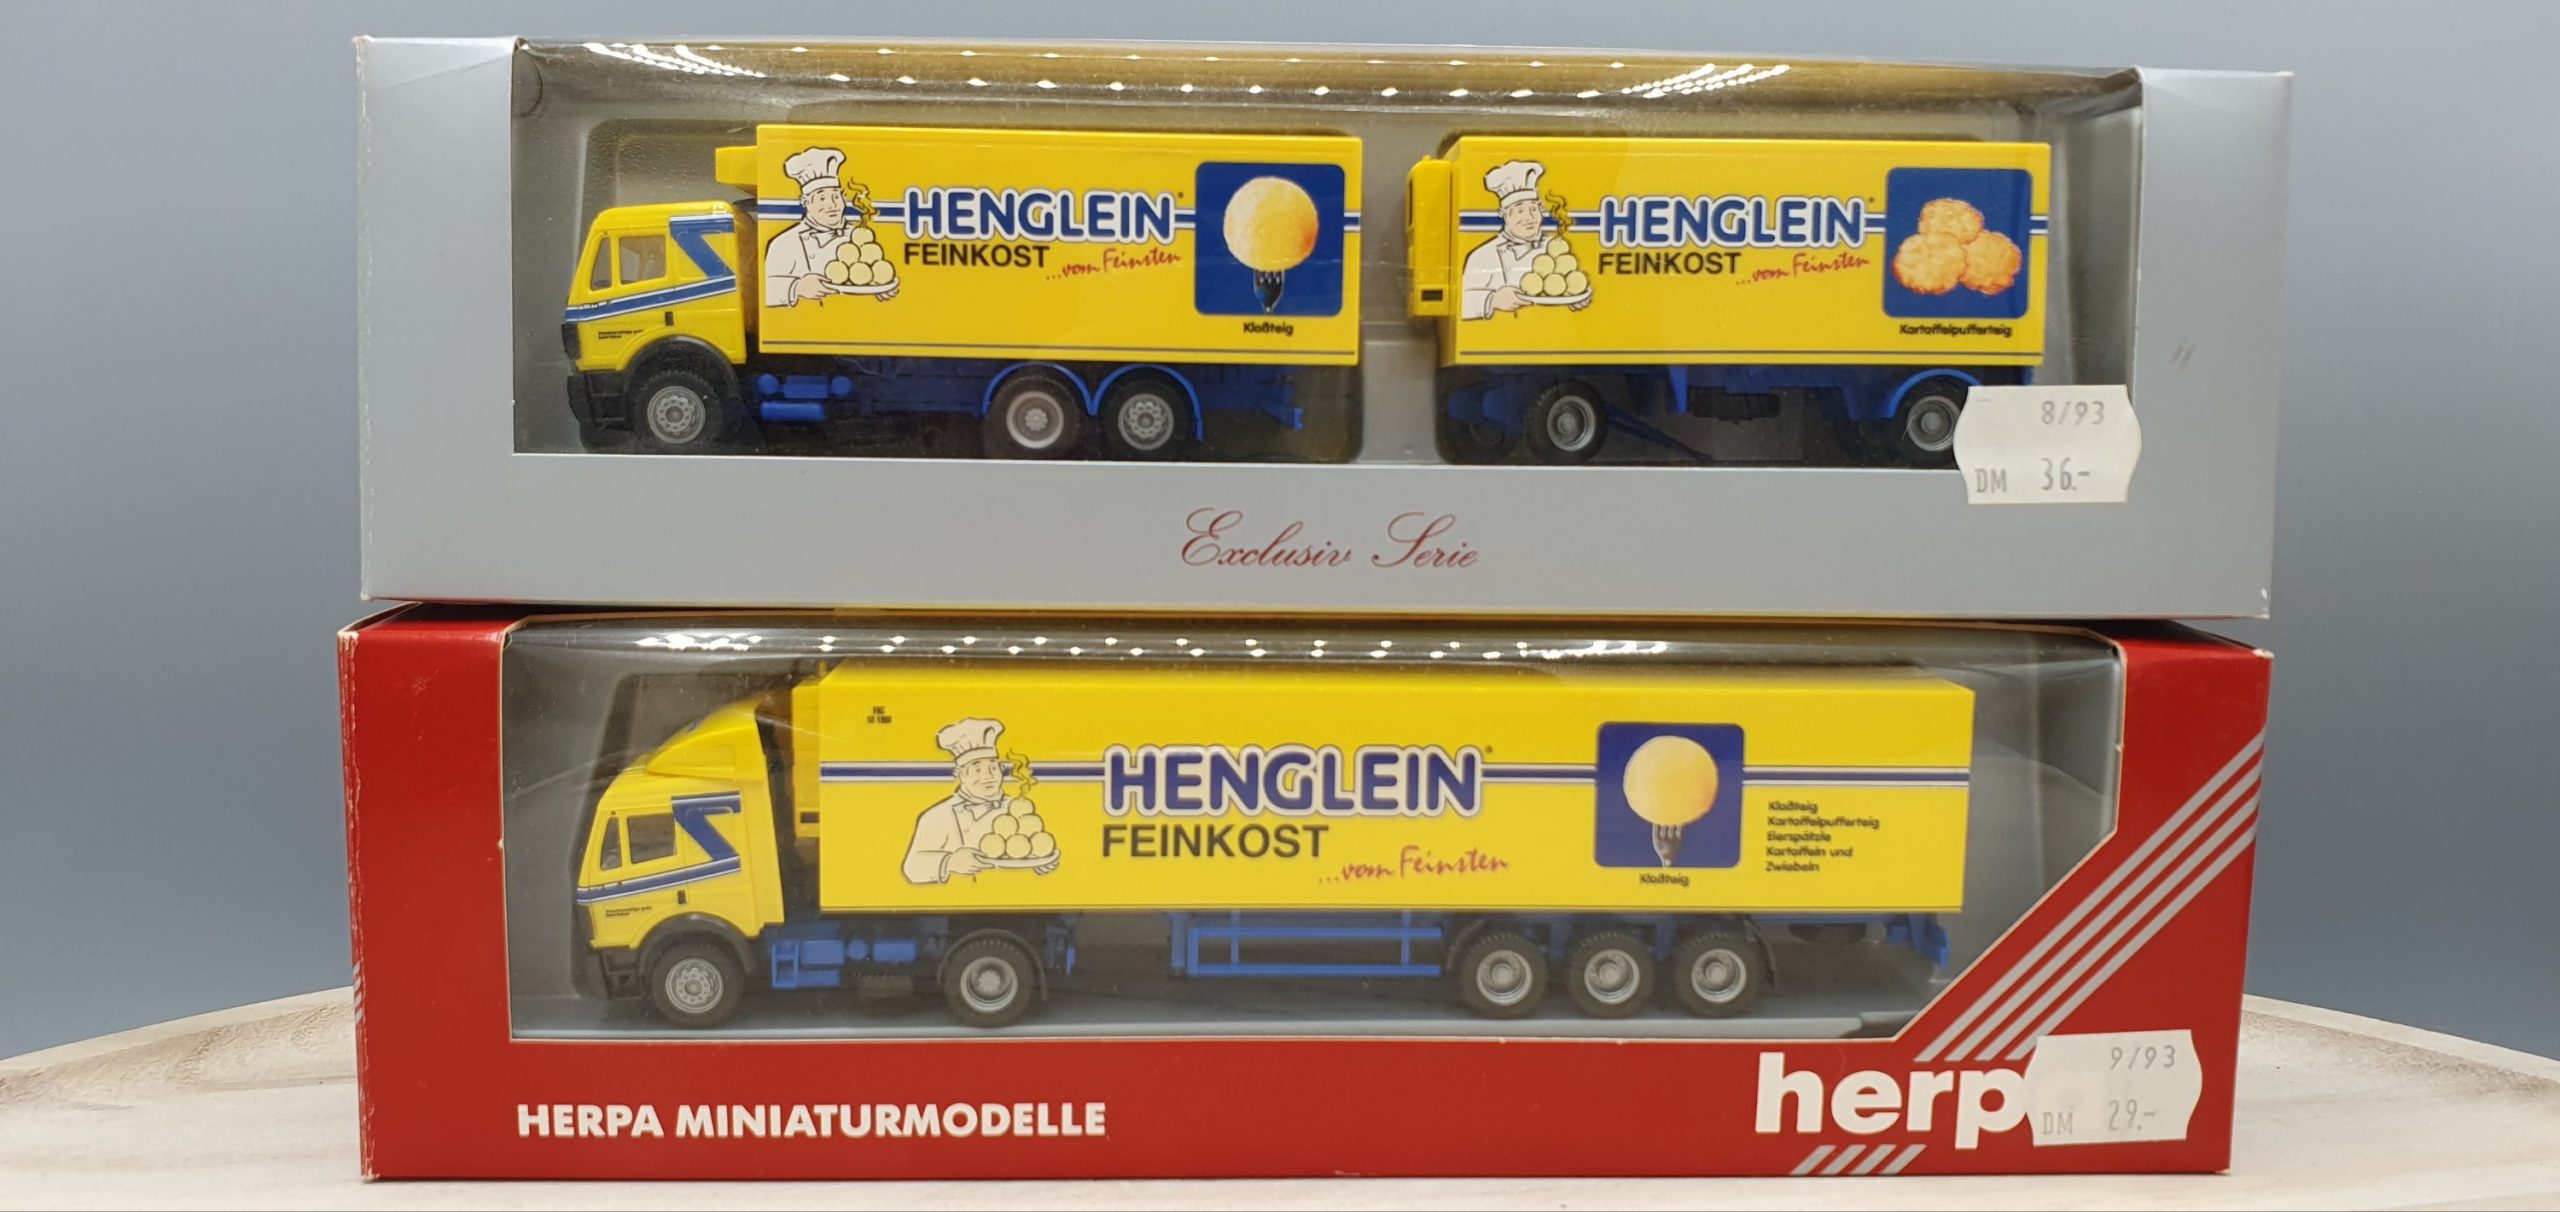 HENGLEIN®
FEINKOST
...vom Feinsten
Kloßteig
HENGLEIN
FEINKOST
...vom Feinsten
Kartoffelpufferteig
8/93
DM 36.-
Exclusiv Serie
HENGLEIN®
FEINKOST
...vom Feinsten
Kloßteig
Kloßteig
Kartoffelpufferteig
Eierspätzle
Kartoffeln und
Zwiebeln
HERPA MINIATURMODELLE
herp
9/93
DM 29.-